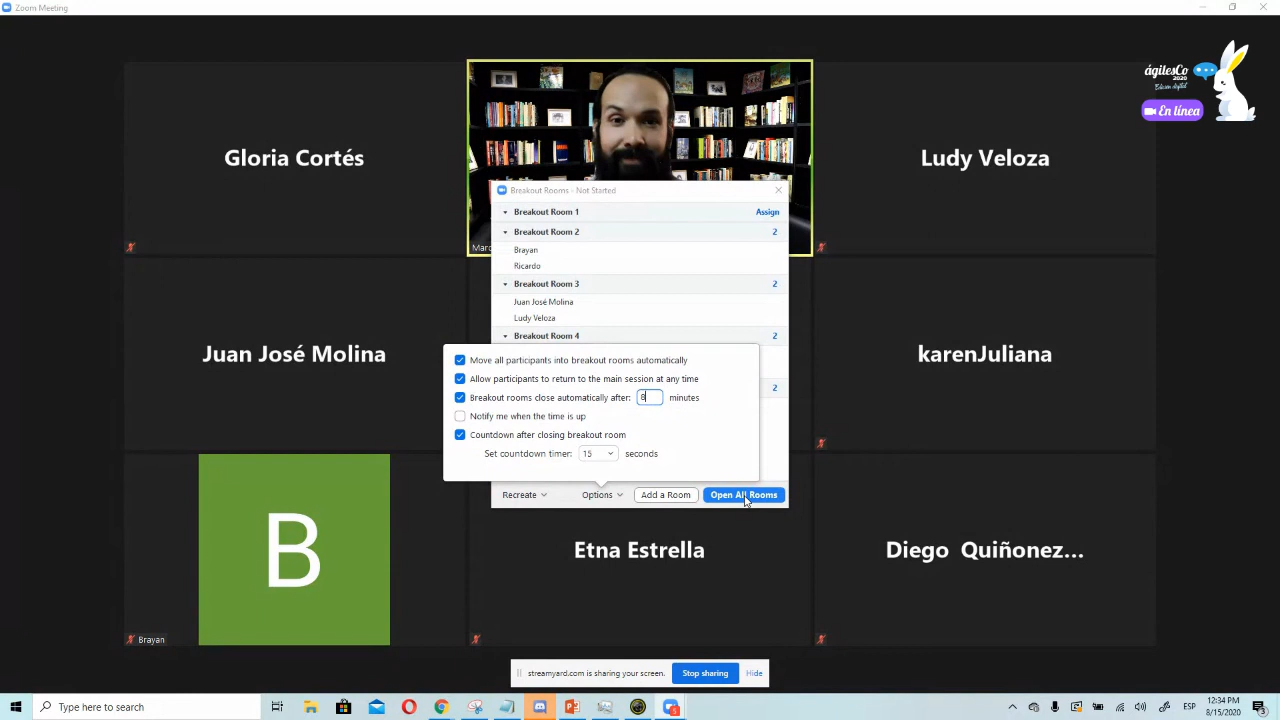 Zoom Meeting
ágilesCo
2020
Edición digital
En línea
Gloria Cortés
Ludy Veloza
Breakout Rooms - Not Started
Breakout Room 1 Assign
Breakout Room 2 2
Marc
Brayan
Ricardo
Breakout Room 3 2
Juan José Molina
Ludy Veloza
Breakout Room 4 2
Juan José Molina
karenJuliana
Move all participants into breakout rooms automatically
Allow participants to return to the main session at any time
2
Breakout rooms close automatically after: 8 minutes
Notify me when the time is up
Countdown after closing breakout room
Set countdown timer: 15 seconds
Recreate Options Add a Room Open All Rooms
B
Etna Estrella
Diego Quiñonez...
Brayan
streamyard.com is sharing your screen. Stop sharing Hide
Type here to search
ESP
12:34 PM
8/15/2020
3